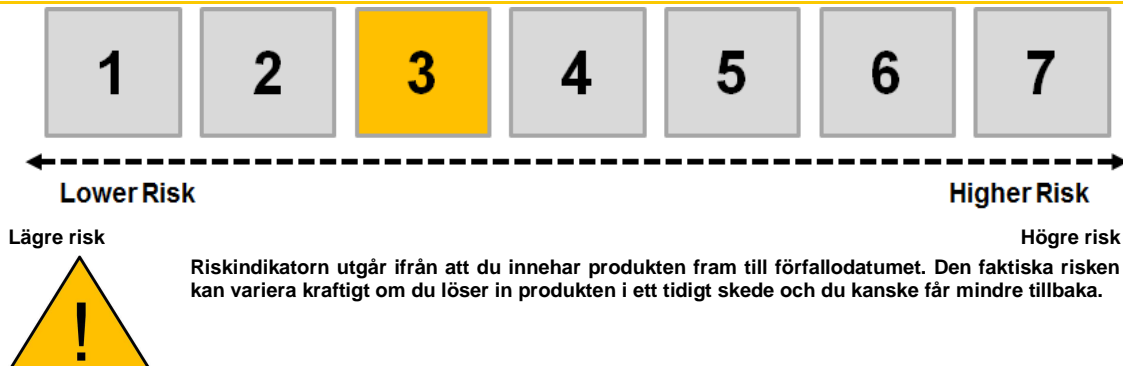 1 2 3 4 5 6 7
Lower Risk Higher Risk
Lägre risk Högre risk
Riskindikatorn utgår ifrån att du innehar produkten fram till förfallodatumet. Den faktiska risken
kan variera kraftigt om du löser in produkten i ett tidigt skede och du kanske får mindre tillbaka.
!